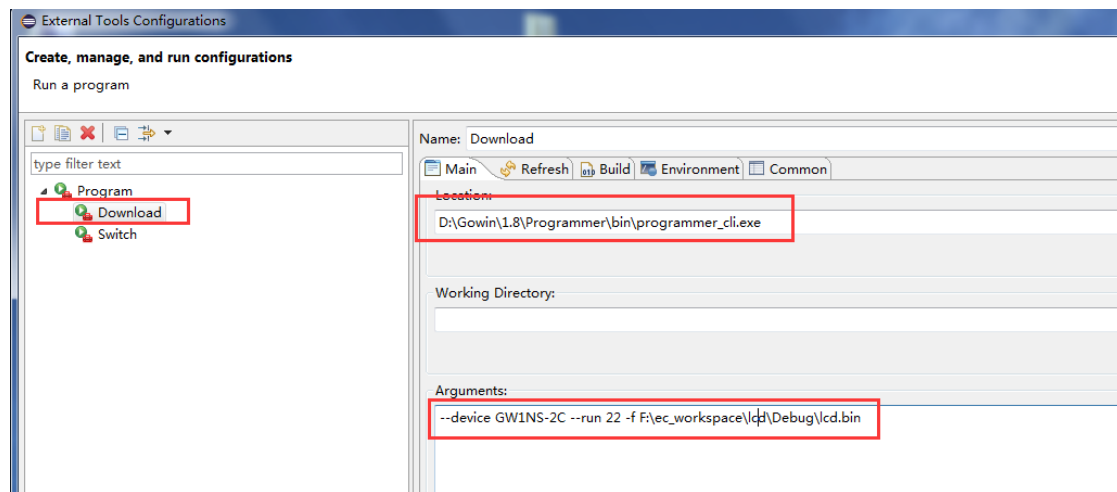 External Tools Configurations
Create, manage, and run configurations
Run a program
type filter text
Program
Download
Switch
Name: Download
Main Refresh Build Environment Common
Location:
D:\Gowin\1.8\Programmer\bin\programmer_cli.exe
Working Directory:
Arguments:
--device GW1NS-2C --run 22 -f F:\ec_workspace\lcd\Debug\lcd.bin